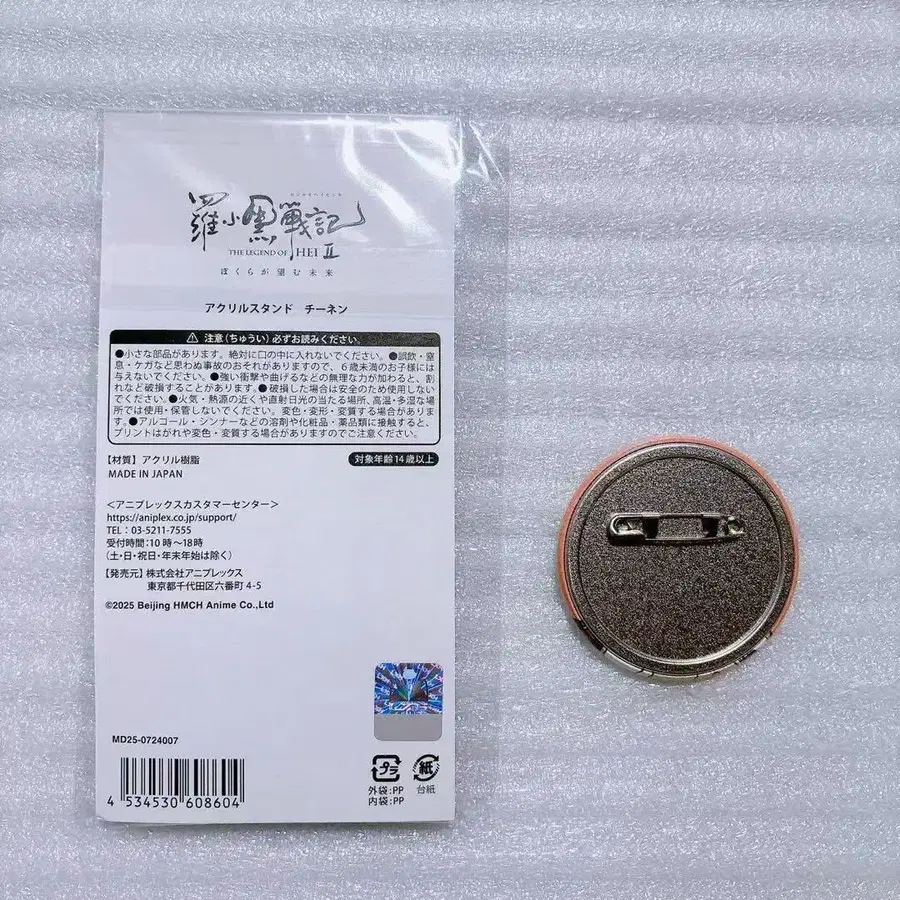 羅小黒戦記
THE LEGEND OF HEI II
ぼくらが望む未来
アクリルスタンド チーネン
注意(ちゅうい)必ずお読みください。
●小さな部品があります。絶対に口の中に入れないでください。●誤飲・窒
息・ケガなど思わぬ事故のおそれがありますので、6歳未満のお子様には
与えないでください。●強い衝撃や曲げるなどの無理な力が加わると、割
れなど破損することがあります。●破損した場合は安全のため使用しない
でください。●火気・熱源の近くや直射日光の当たる場所、高温・多湿な場
所では使用・保管しないでください。変色・変形・変質する場合がありま
す。●アルコール・シンナーなどの溶剤や化粧品・薬品類に接触すると、
プリントはがれや変色・変質する場合がありますのでご注意ください。
【材質】アクリル樹脂
対象年齢14歳以上
MADE IN JAPAN
<アニプレックスカスタマーセンター>
https://aniplex.co.jp/support/
TEL:03-5211-7555
受付時間:10時~18時
(土・日・祝日・年末年始は除く)
【発売元】株式会社アニプレックス
東京都千代田区六番町4-5
©2025 Beijing HMCH Anime Co.,Ltd
MD25-0724007
4 534530 608604
プラ
外袋:PP
内袋:PP
紙
台紙